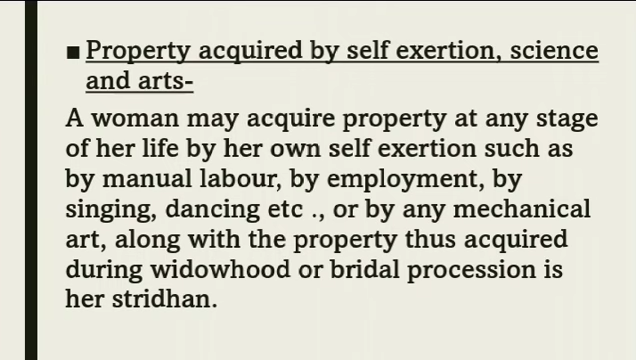 ■ Property acquired by self exertion, science
and arts-
A woman may acquire property at any stage
of her life by her own self exertion such as
by manual labour, by employment, by
singing, dancing etc ., or by any mechanical
art, along with the property thus acquired
during widowhood or bridal procession is
her stridhan.